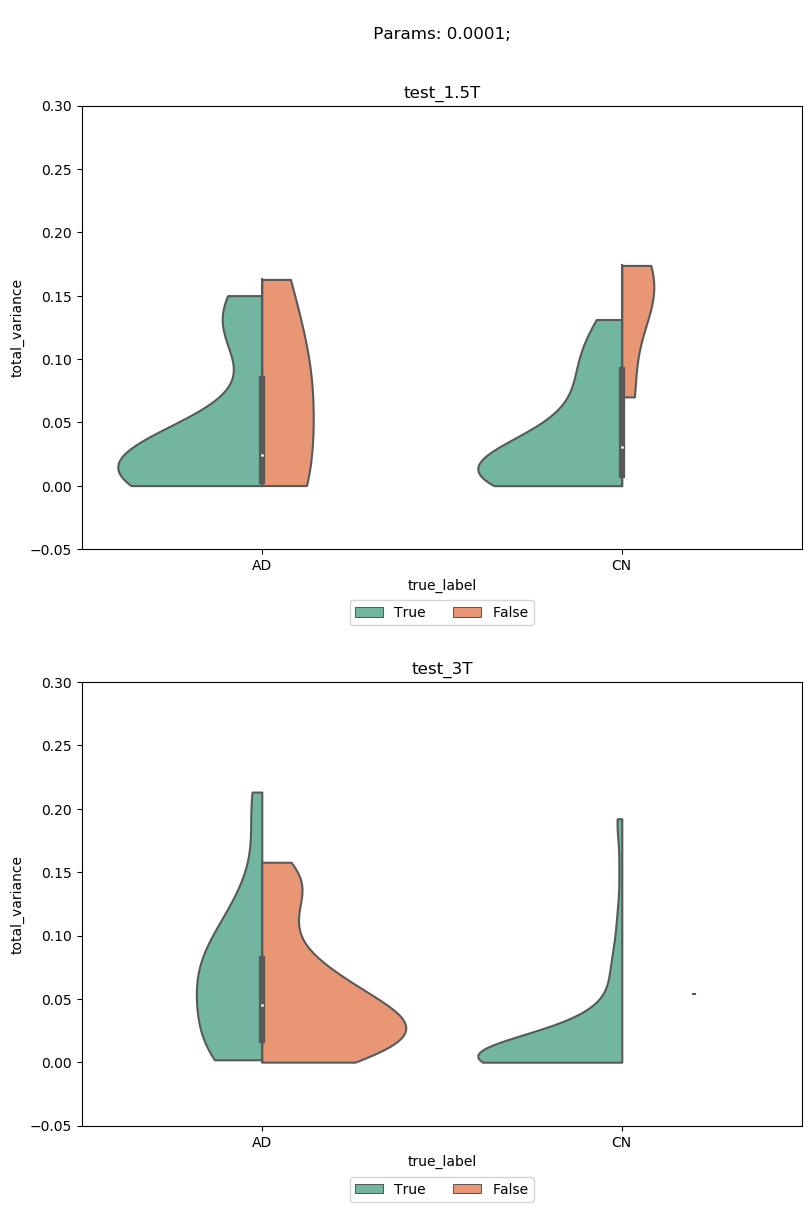 Params: 0.0001;
test_1.5T
0.30
0.25
0.20
0.15
0.10
0.05
0.00
−0.05
total_variance
AD CN
true_label
True False
test_3T
0.30
0.25
0.20
0.15
0.10
0.05
0.00
−0.05
total_variance
AD CN
true_label
True False